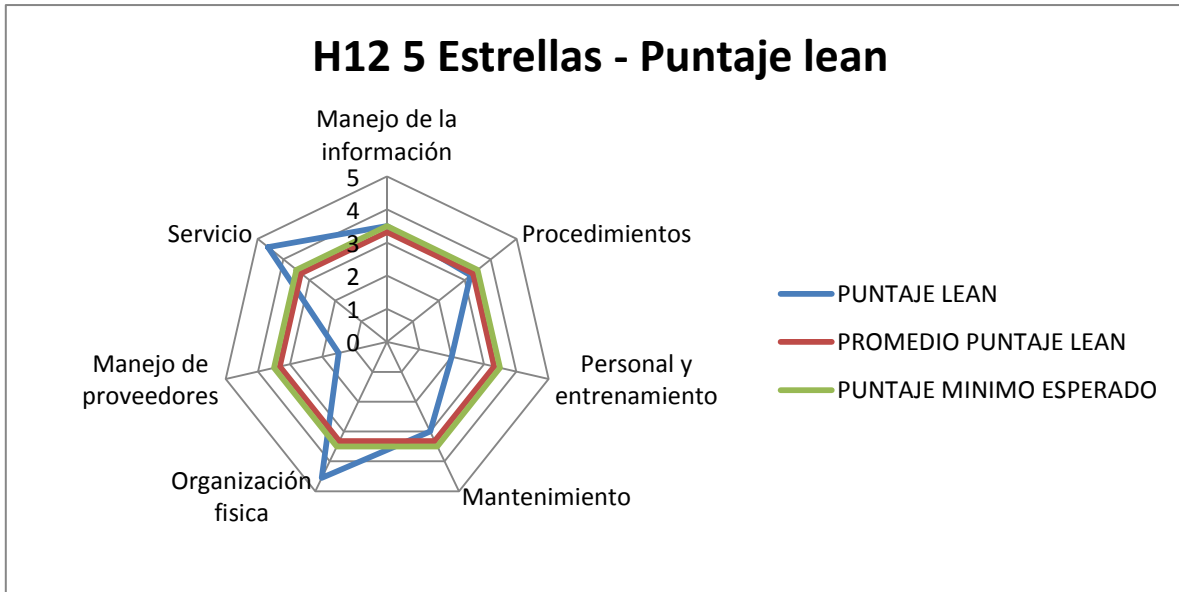 H12 5 Estrellas - Puntaje lean
Manejo de la
información
5
4
3
2
1
0
Procedimientos
Personal y
entrenamiento
Mantenimiento
Organización
fisica
Manejo de
proveedores
Servicio
PUNTAJE LEAN
PROMEDIO PUNTAJE LEAN
PUNTAJE MINIMO ESPERADO